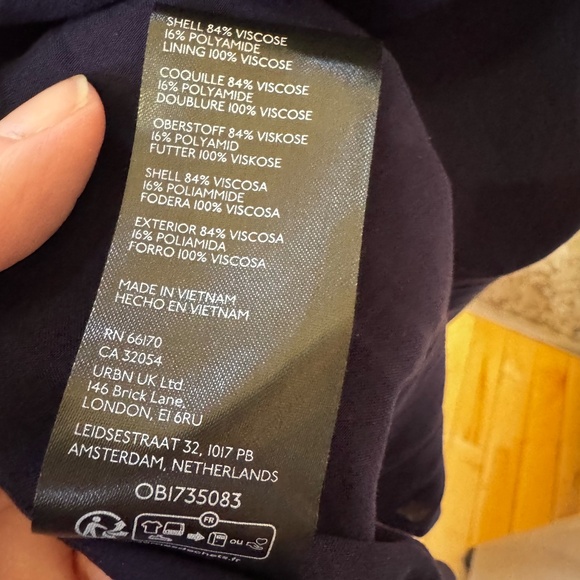 SHELL 84% VISCOSE
16% POLYAMIDE
LINING 100% VISCOSE
COQUILLE 84% VISCOSE
16% POLYAMIDE
DOUBLURE 100% VISCOSE
OBERSTOFF 84% VISKOSE
16% POLYAMID
FUTTER 100% VISKOSE
SHELL 84% VISCOSA
16% POLIAMMIDE
FODERA 100% VISCOSA
EXTERIOR 84% VISCOSA
16% POLIAMIDA
FORRO 100% VISCOSA
MADE IN VIETNAM
HECHO EN VIETNAM
RN 66170
CA 32054
URBN UK Ltd
146 Brick Lane,
LONDON, E1 6RU
LEIDSESTRAAT 32, 1017 PB
AMSTERDAM, NETHERLANDS
OB1735083
FR
ou